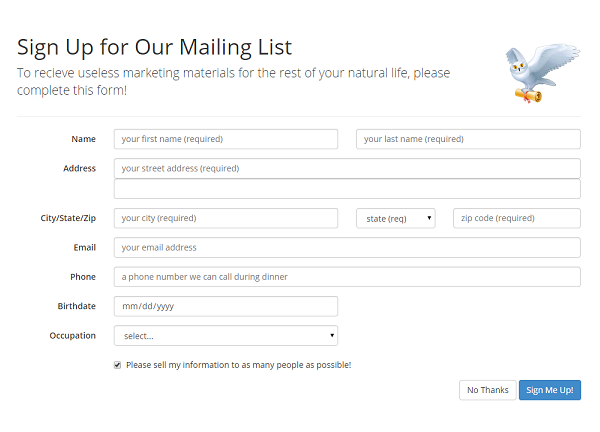 Sign Up for Our Mailing List
To recieve useless marketing materials for the rest of your natural life, please
complete this form!
Name your first name (required) your last name (required)
Address your street address (required)
City/State/Zip your city (required) state (req) zip code (required)
Email your email address
Phone a phone number we can call during dinner
Birthdate mm/dd/yyyy
Occupation select...
Please sell my information to as many people as possible!
No Thanks Sign Me Up!